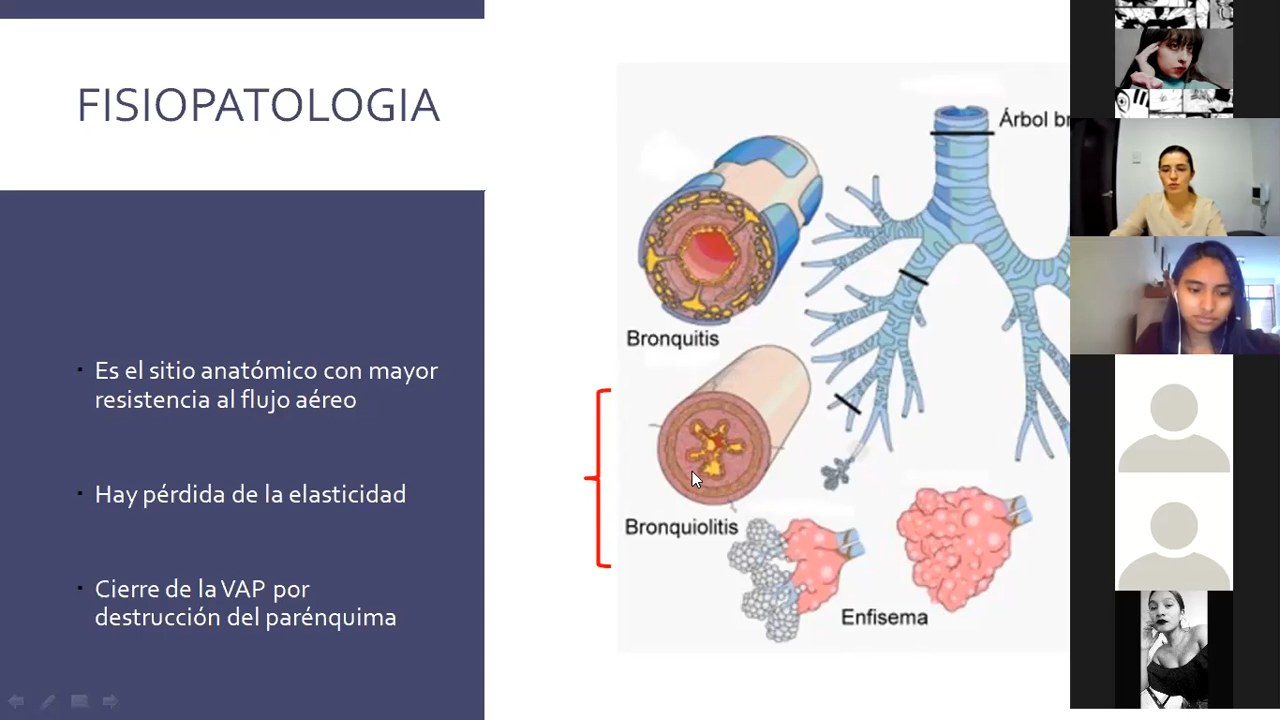 FISIOPATOLOGIA
Es el sitio anatómico con mayor
resistencia al flujo aéreo
Hay pérdida de la elasticidad
Cierre de la VAP por
destrucción del parénquima
Árbol br
Bronquitis
Bronquiolitis
Enfisema